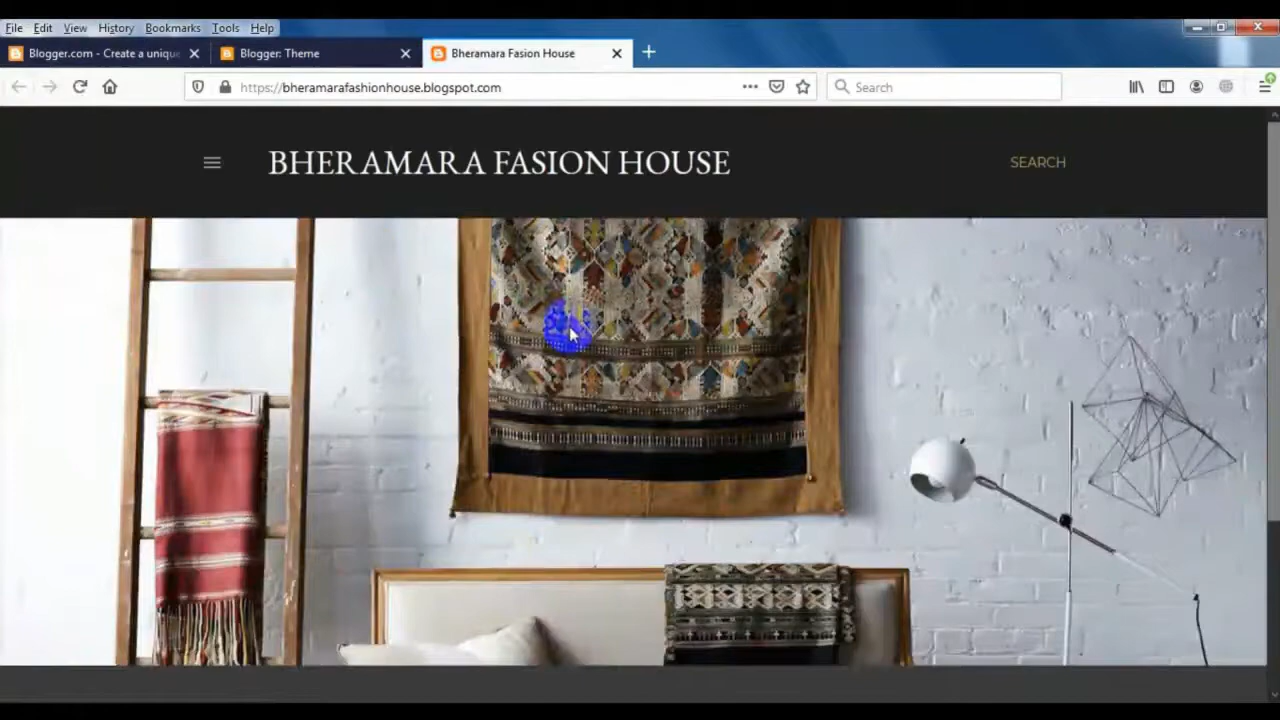 File Edit View History Bookmarks Tools Help
Blogger.com - Create a unique
Blogger: Theme
Bheramara Fasion House
https://bheramarafashionhouse.blogspot.com
Search
BHERAMARA FASION HOUSE
SEARCH